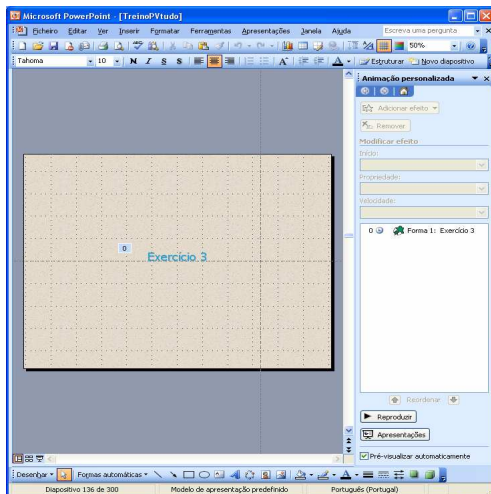 Microsoft PowerPoint - [TreinoPVtudo]
Ficheiro Editar Ver Inserir Formatar Ferramentas Apresentações Janela Ajuda Escreva uma pergunta
50%
Tahoma 10 N I S S A A Estruturar Novo diapositivo
Animação personalizada
Adicionar efeito
Remover
Modificar efeito
Início:
Propriedade:
Velocidade:
0 Forma 1: Exercício 3
0
Exercício 3
Reordenar
Reproduzir
Apresentações
Pré-visualizar automaticamente
Desenhar Formas automáticas
Diapositivo 136 de 300 Modelo de apresentação predefinido Português (Portugal)